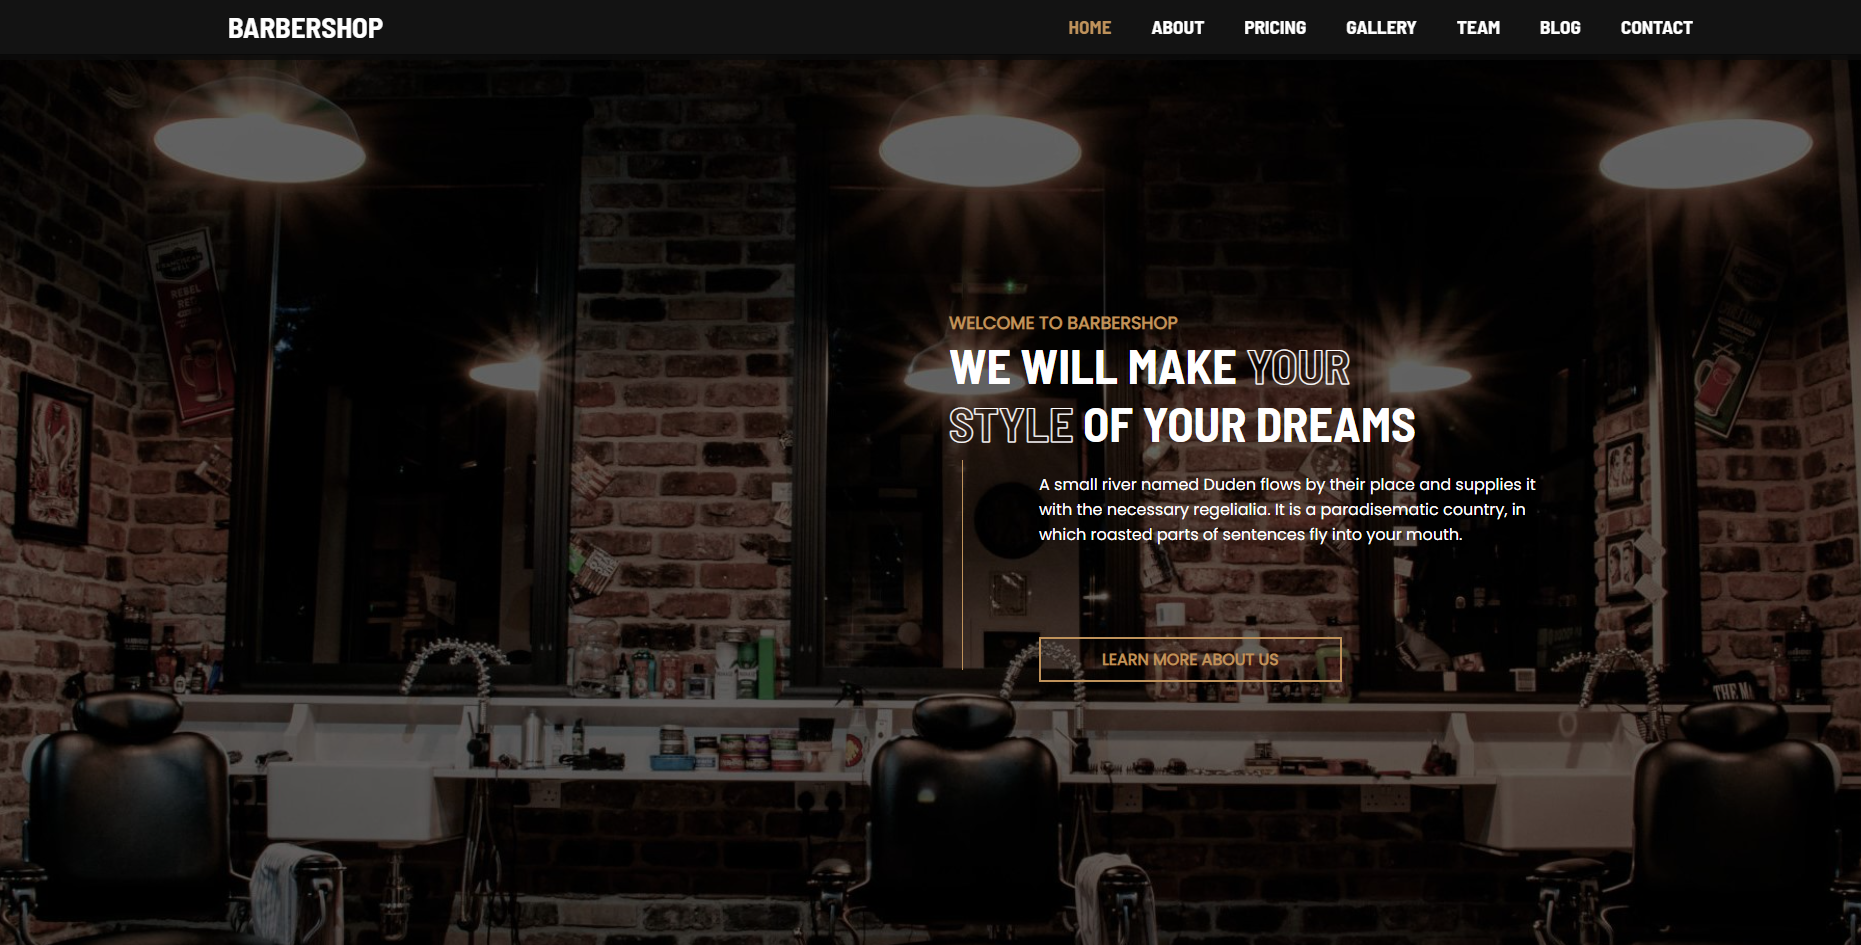 BARBERSHOP
HOME ABOUT PRICING GALLERY TEAM BLOG CONTACT
REBEL
RED
WELCOME TO BARBERSHOP
WE WILL MAKE YOUR
STYLE OF YOUR DREAMS
A small river named Duden flows by their place and supplies it
with the necessary regelialia. It is a paradisematic country, in
which roasted parts of sentences fly into your mouth.
LEARN MORE ABOUT US